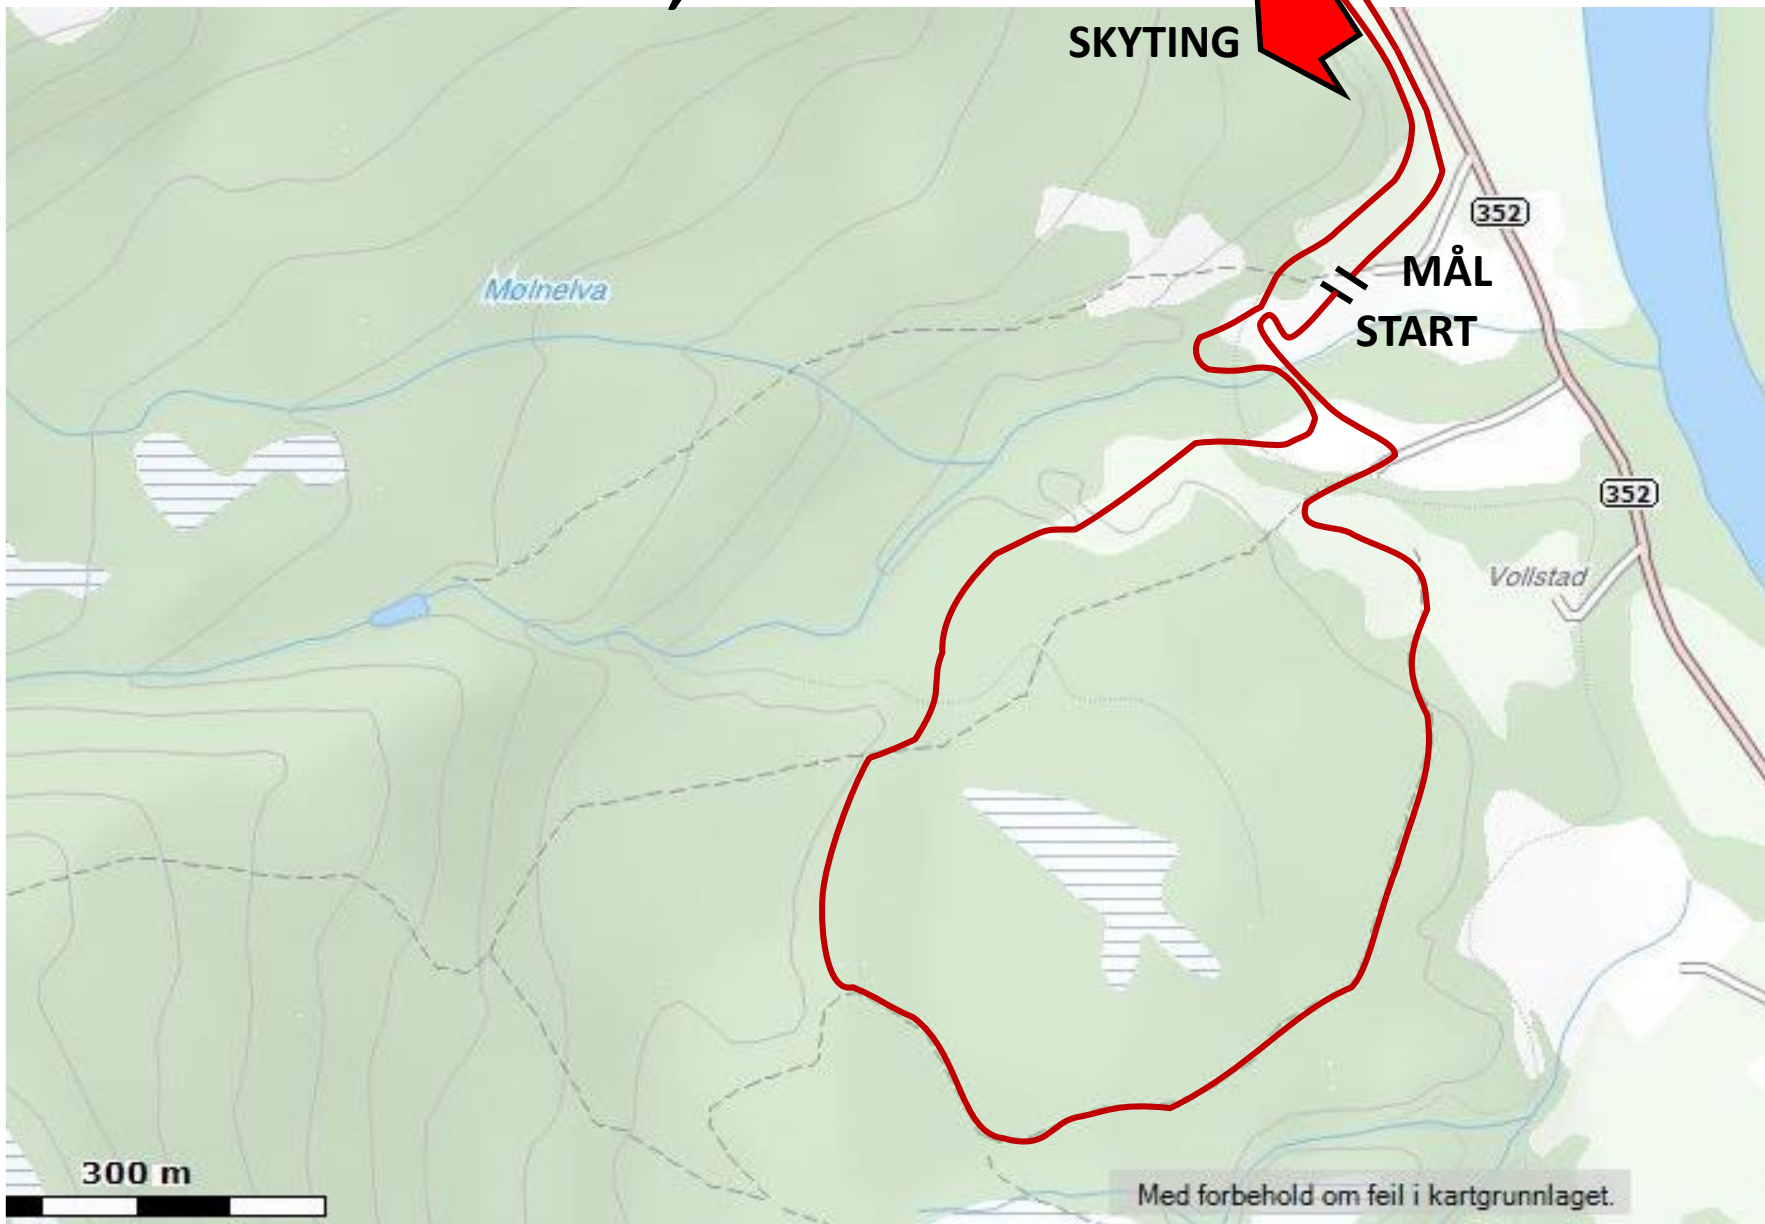 SKYTING
352
MÅL
Mølnelva
START
352
Vollstad
300 m
Med forbehold om feil i kartgrunnlaget.